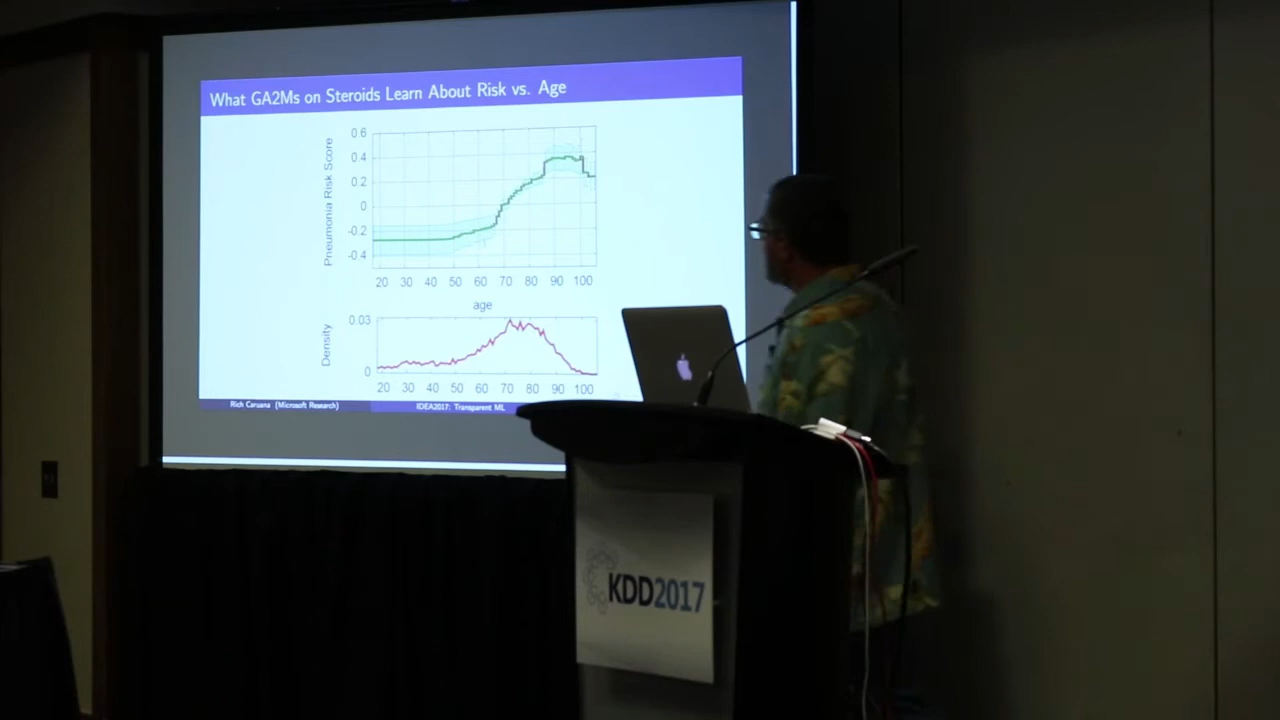 What GA2Ms on Steroids Learn About Risk vs. Age
Pneumonia Risk Score
0.6
0.4
0.2
0
-0.2
-0.4
20 30 40 50 60 70 80 90 100
age
Density
0.03
0
20 30 40 50 60 70 80 90 100
Rich Caruana (Microsoft Research) IDEA2017: Transparent ML
KDD2017